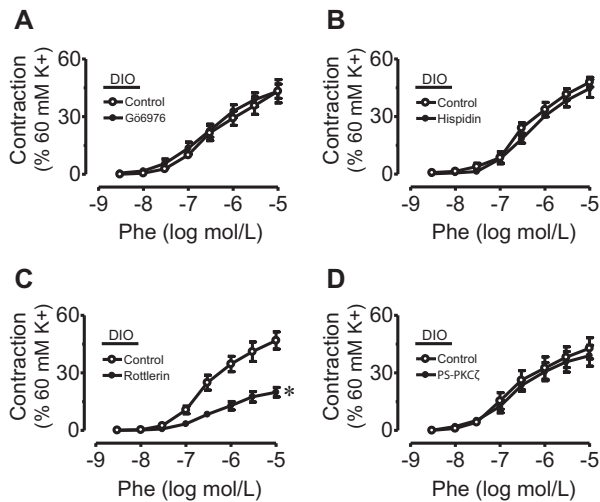 A
Contraction
(% 60 mM K+)
60
30
0
DIO
Control
Gö6976
-9 -8 -7 -6 -5
Phe (log mol/L)
B
Contraction
(% 60 mM K+)
60
30
0
DIO
Control
Hispidin
-9 -8 -7 -6 -5
Phe (log mol/L)
C
Contraction
(% 60 mM K+)
60
30
0
DIO
Control
Rottlerin
*
-9 -8 -7 -6 -5
Phe (log mol/L)
D
Contraction
(% 60 mM K+)
60
30
0
DIO
Control
PS-PKCζ
-9 -8 -7 -6 -5
Phe (log mol/L)